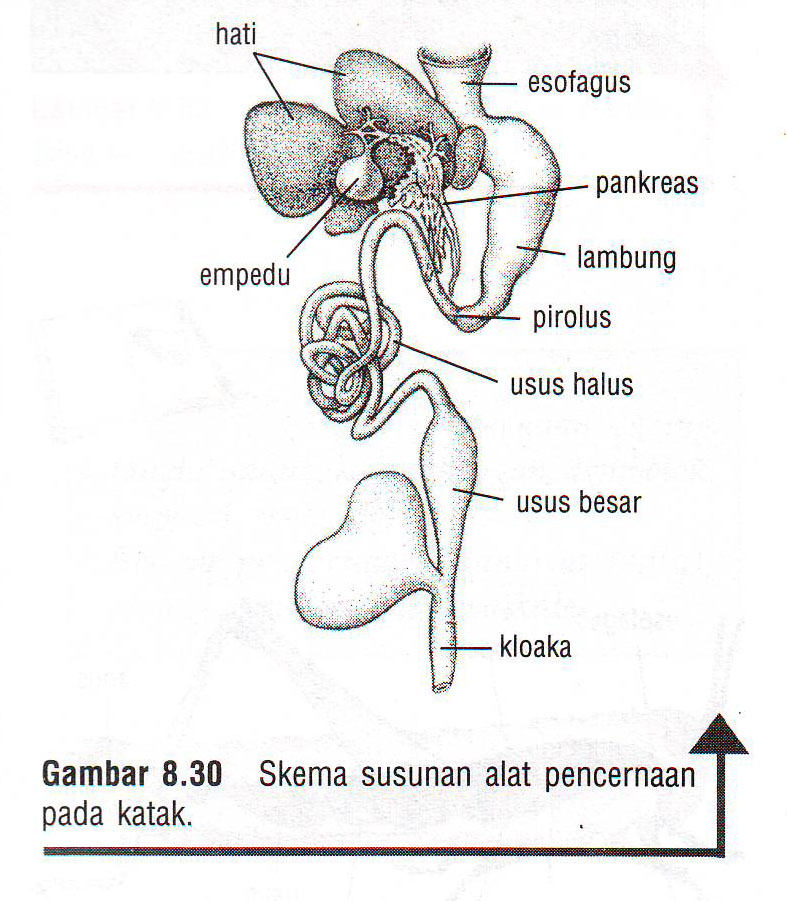 hati
esofagus
pankreas
lambung
empedu
pirolus
usus halus
usus besar
kloaka
Gambar 8.30 Skema susunan alat pencernaan
pada katak.